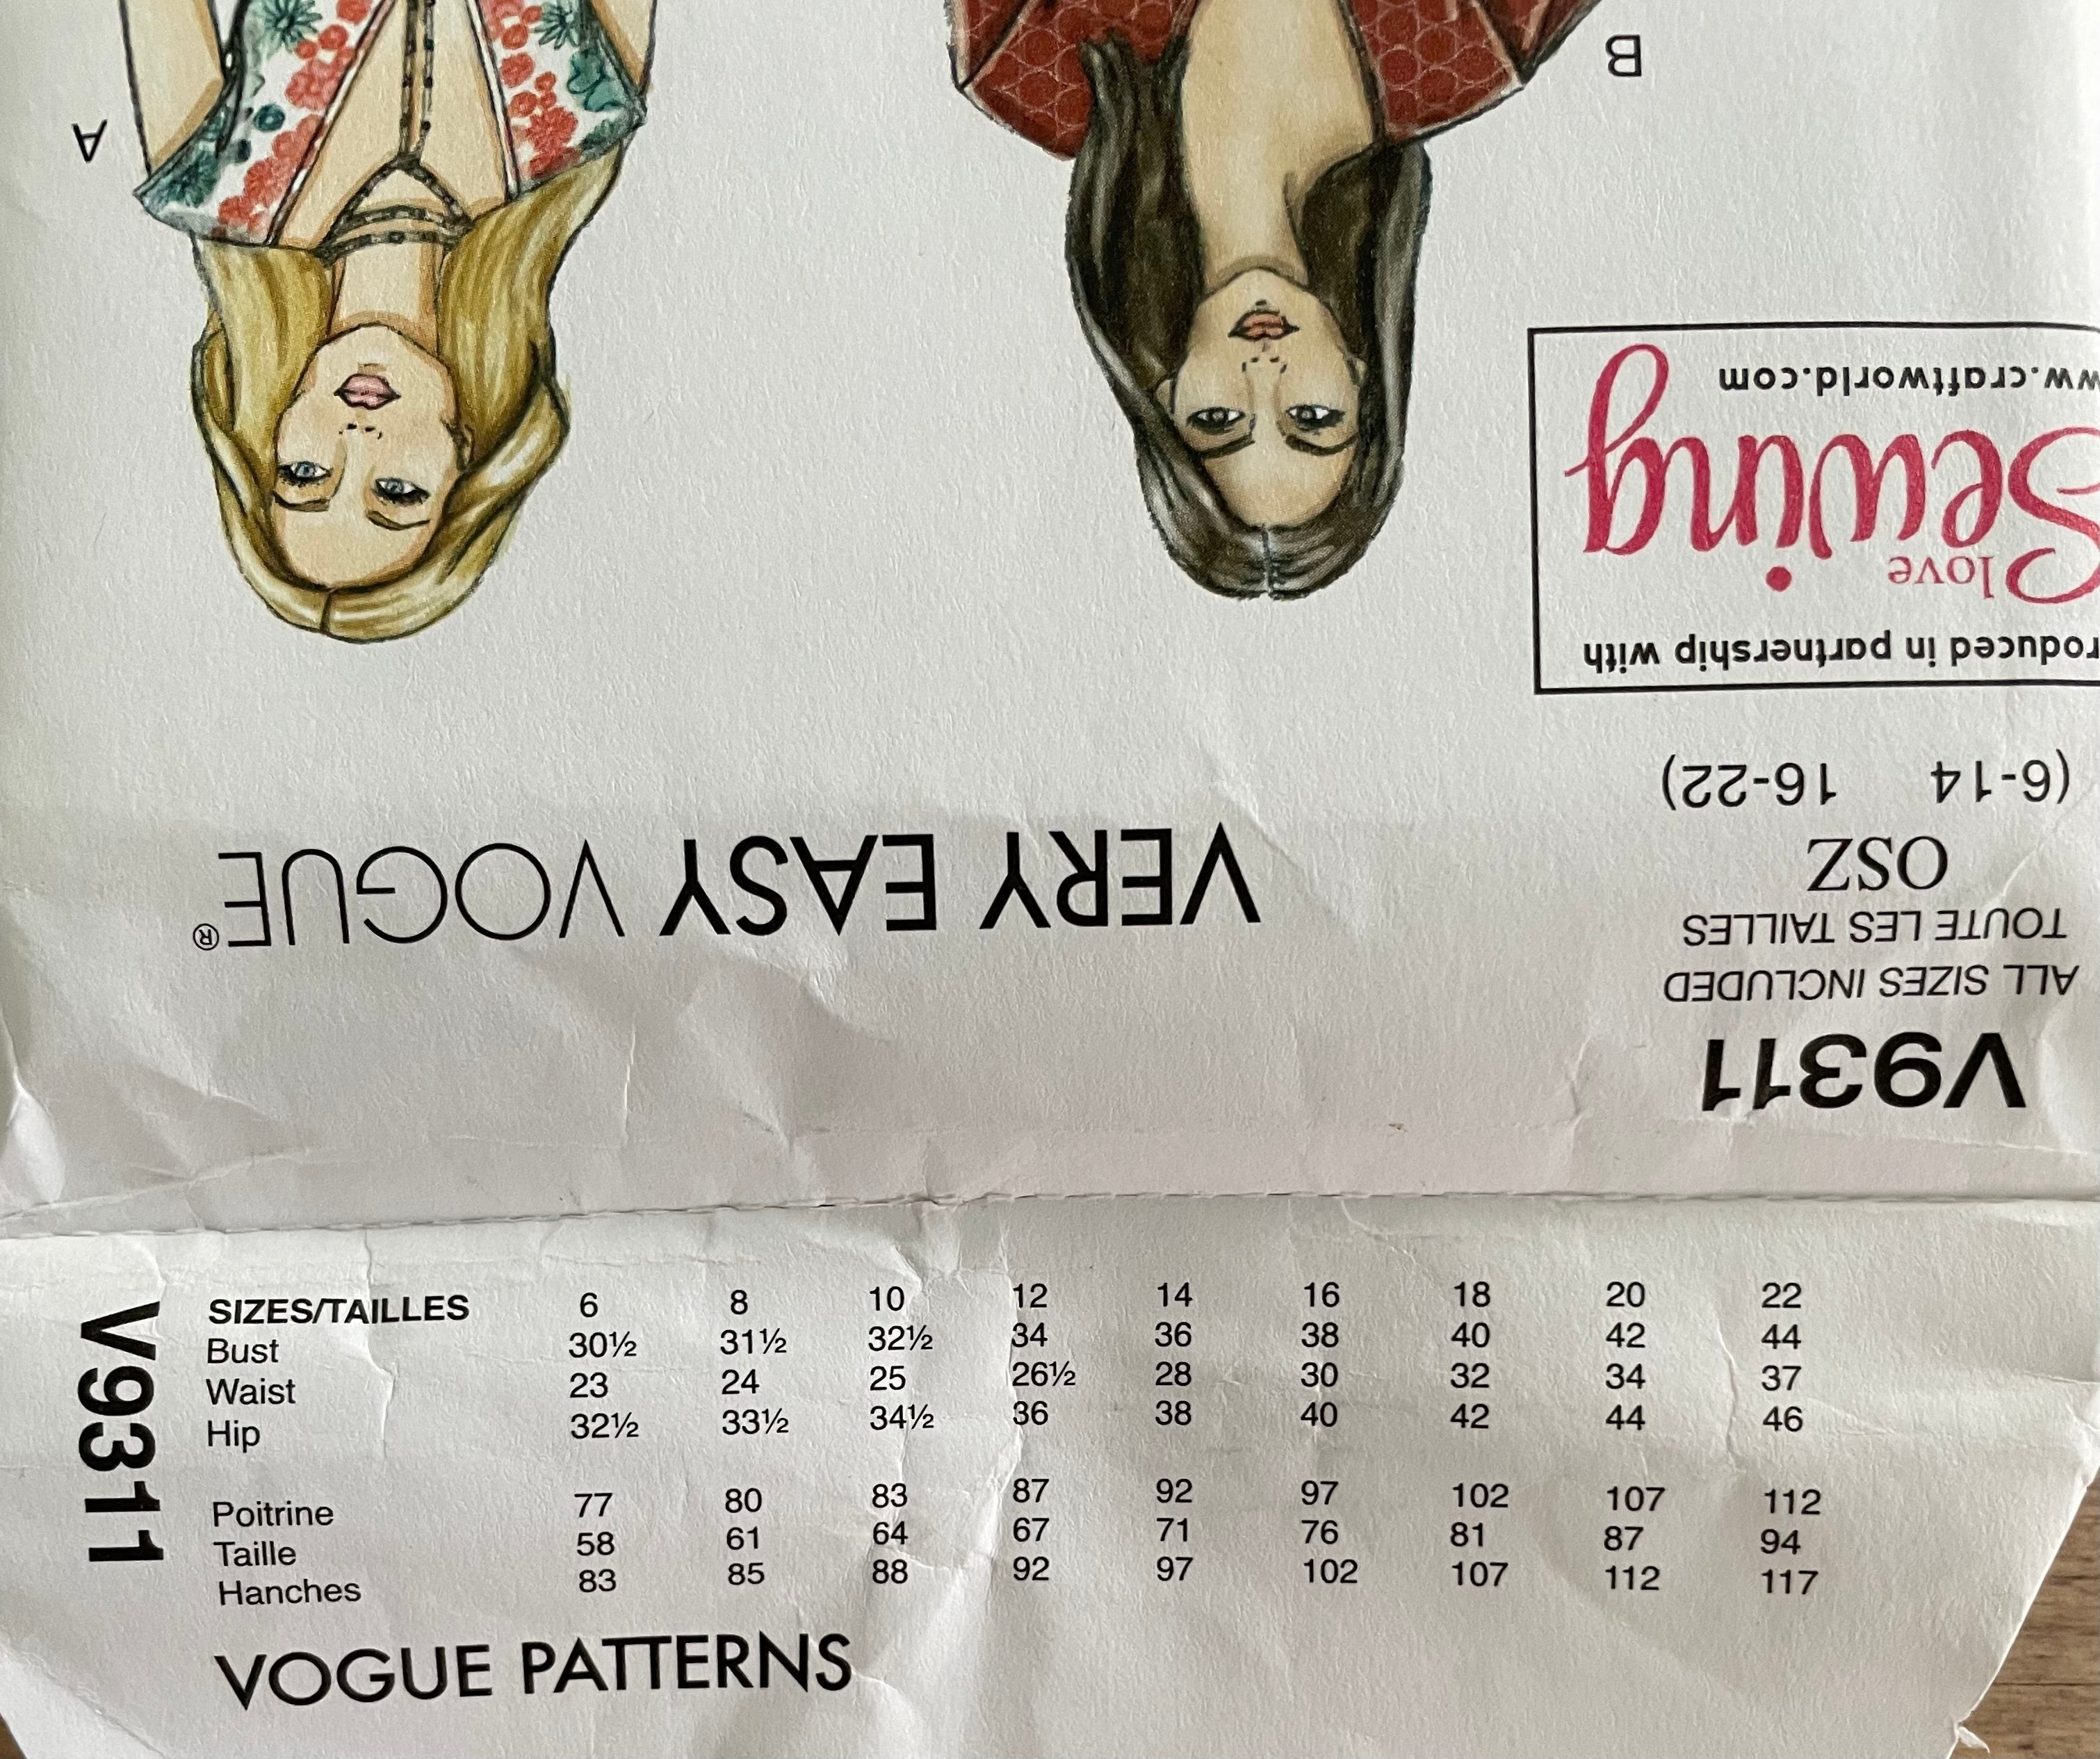 V9311
ALL SIZES INCLUDED
TOUTE LES TAILLES
OSZ
(6-14 16-22)
VERY EASY VOGUE®
roduced in partnership with
love
Sewing
ww.craftworld.com
A
B
V9311
SIZES/TAILLES 6 8 10 12 14 16 18 20 22
Bust 30½ 31½ 32½ 34 36 38 40 42 44
Waist 23 24 25 26½ 28 30 32 34 37
Hip 32½ 33½ 34½ 36 38 40 42 44 46
Poitrine 77 80 83 87 92 97 102 107 112
Taille 58 61 64 67 71 76 81 87 94
Hanches 83 85 88 92 97 102 107 112 117
VOGUE PATTERNS